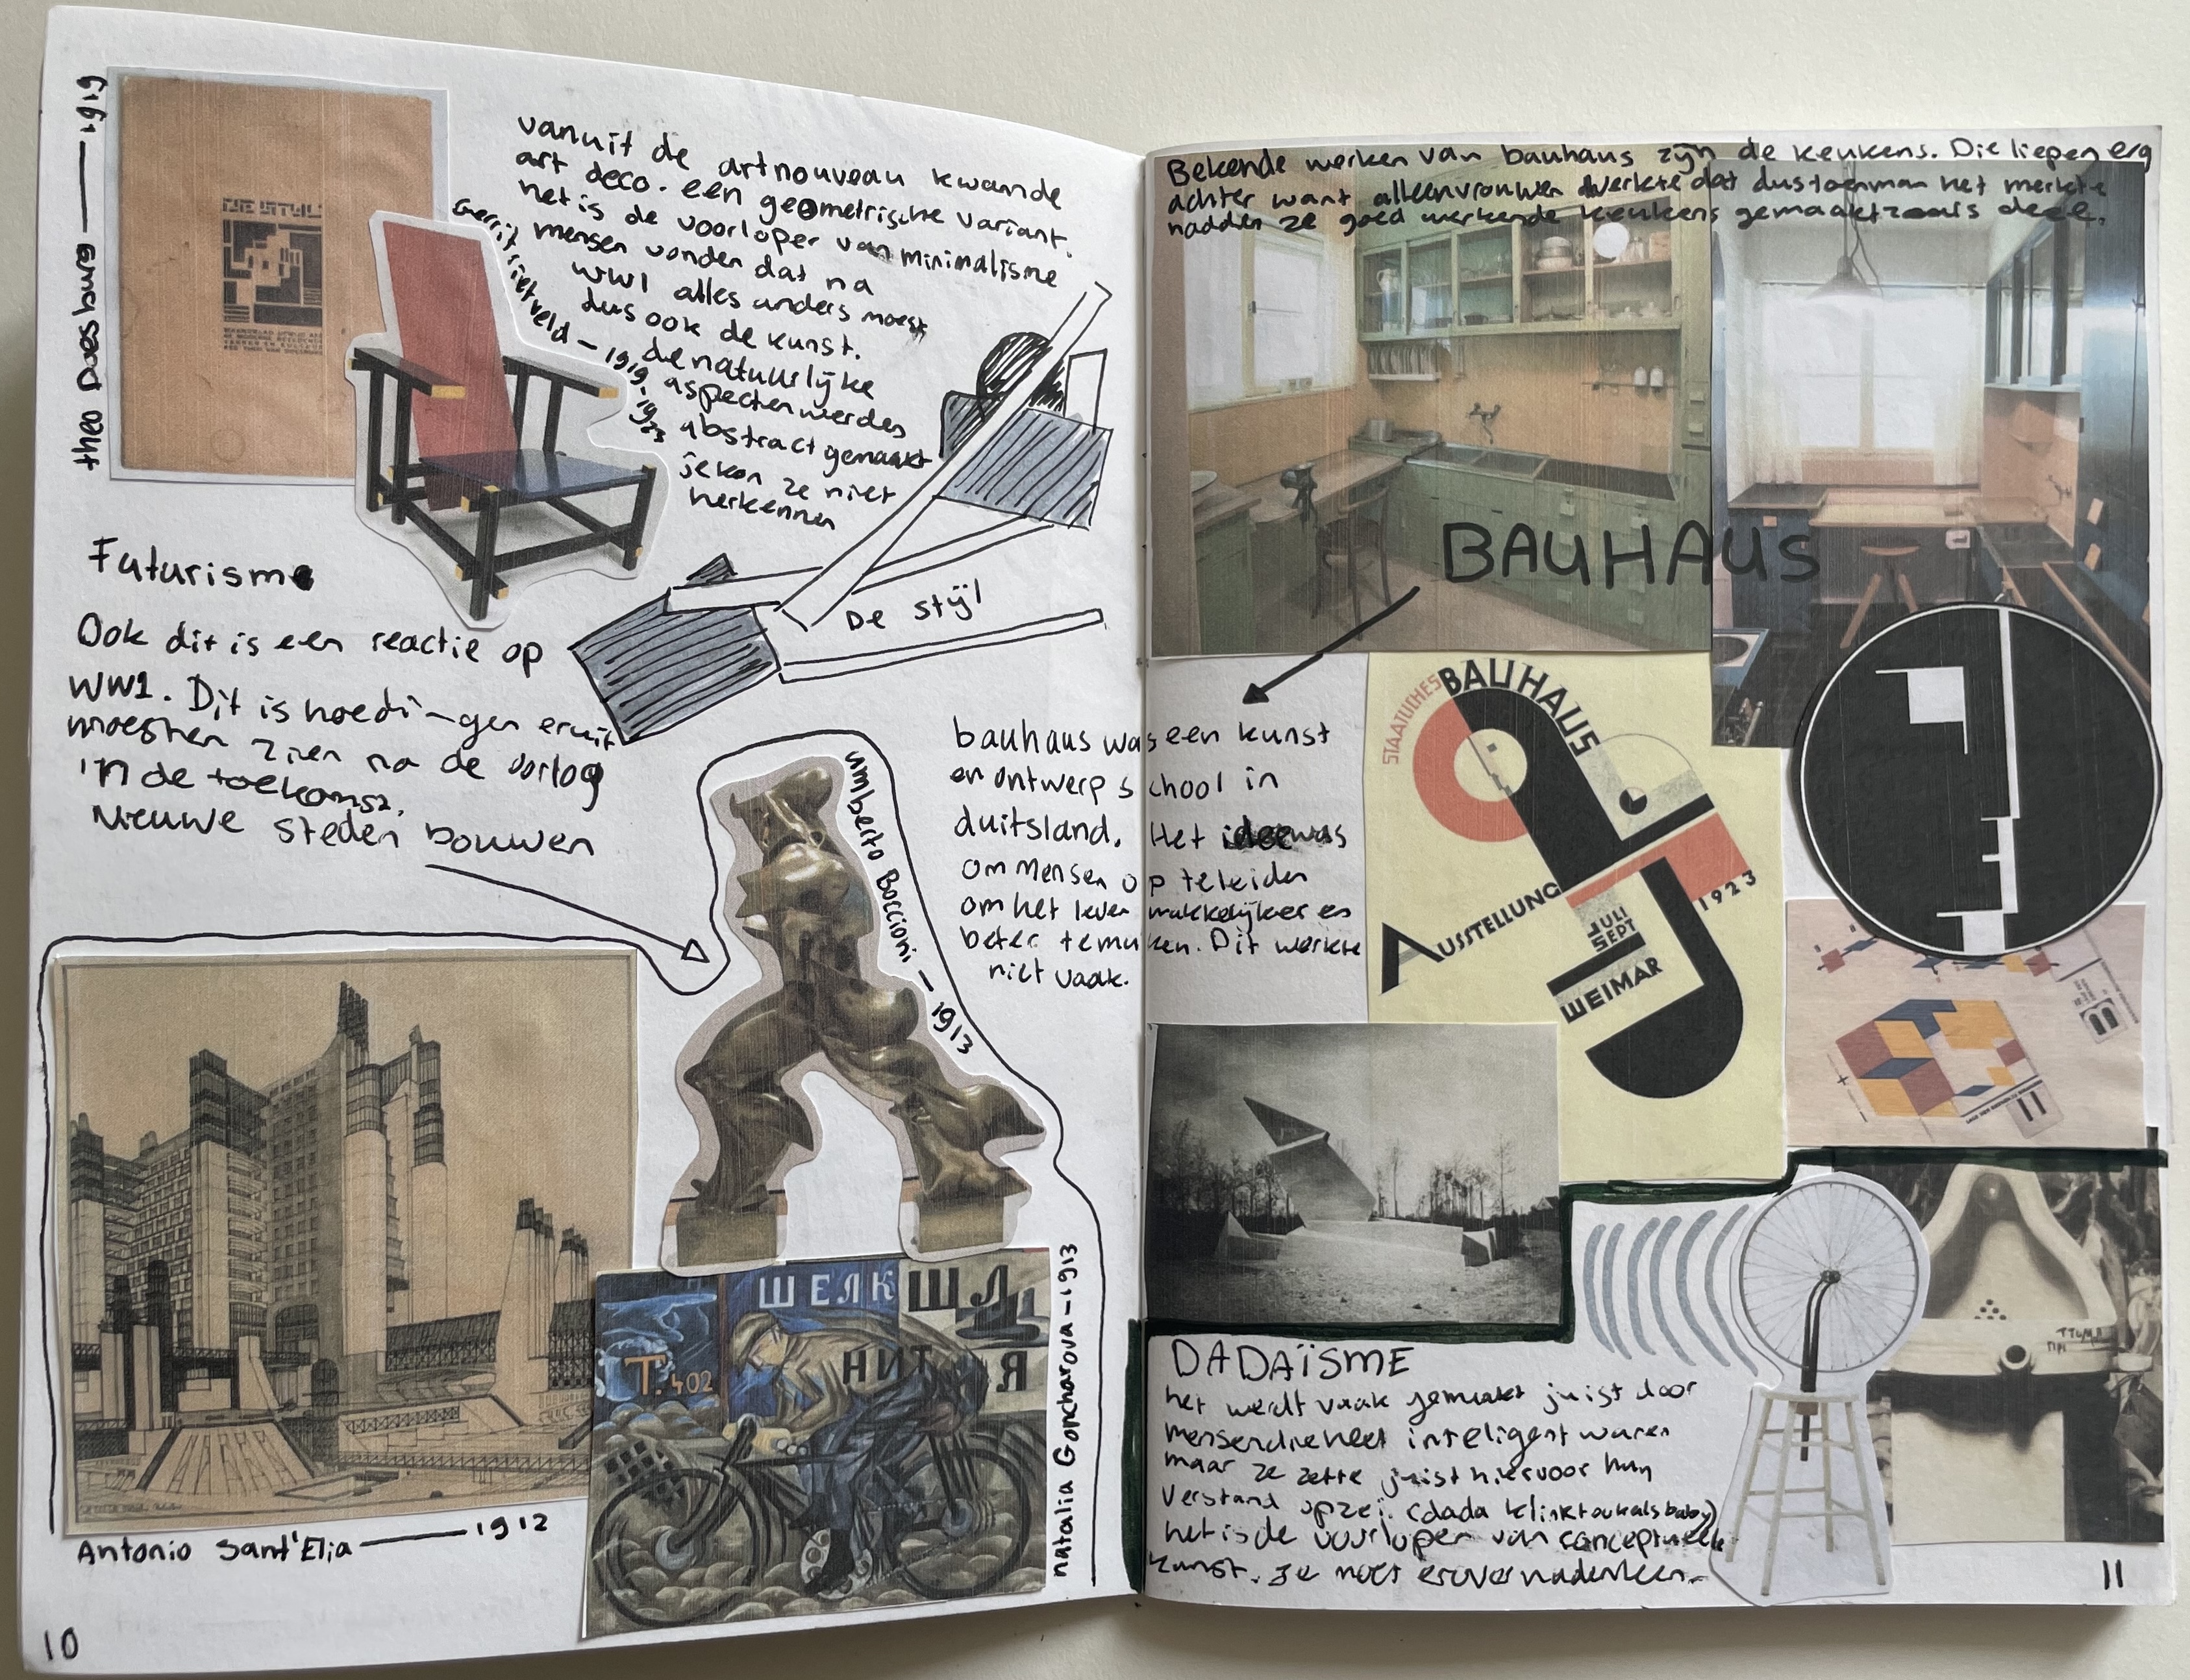 theo Doesburg — 1919
DE STIJL
vanuit de artnouveau kwande
art deco. een geometrische variant.
het is de voorloper van minimalisme
mensen vonden dat na
WW1 alles anders moest
dus ook de kunst.
de natuurlijke
aspecten werden
abstract gemaakt
je kon ze niet
herkennen
Gerrit rietveld — 1919-1923
De stijl
Futurisme
Ook dit is een reactie op
WW1. Dit is hoe di-gen eruit
moesten zien na de oorlog
in de toekomst.
Nieuwe steden bouwen
umberto Boccioni — 1913
Antonio Sant'Elia — 1912
ШЕЛК ШЛ
Т. 402
НИТ Я
natalia Goncharova — 1913
10
Bekende werken van bauhaus zijn de keukens. Die liepen erg
achter want alleen vrouwen werkte dat dus toen man het merkte
hadden ze goed werkende keukens gemaakt zoals deze.
BAUHAUS
bauhaus was een kunst
en ontwerp school in
duitsland. Het idee was
om mensen op te leiden
om het leven makkelijker en
beter te maken. Dit werkte
niet vaak.
STAATLICHES
BAUHAUS
AUSSTELLUNG
JULI
SEPT
1923
WEIMAR
DADAÏSME
het werdt vaak gemaakt juist door
mensen die heel inteligent waren
maar ze zette juist hiervoor hun
verstand opzei. (dada klinkt ook als baby)
het is de voorloper van conceptueele
kunst. Je moet erover nadenken.
11